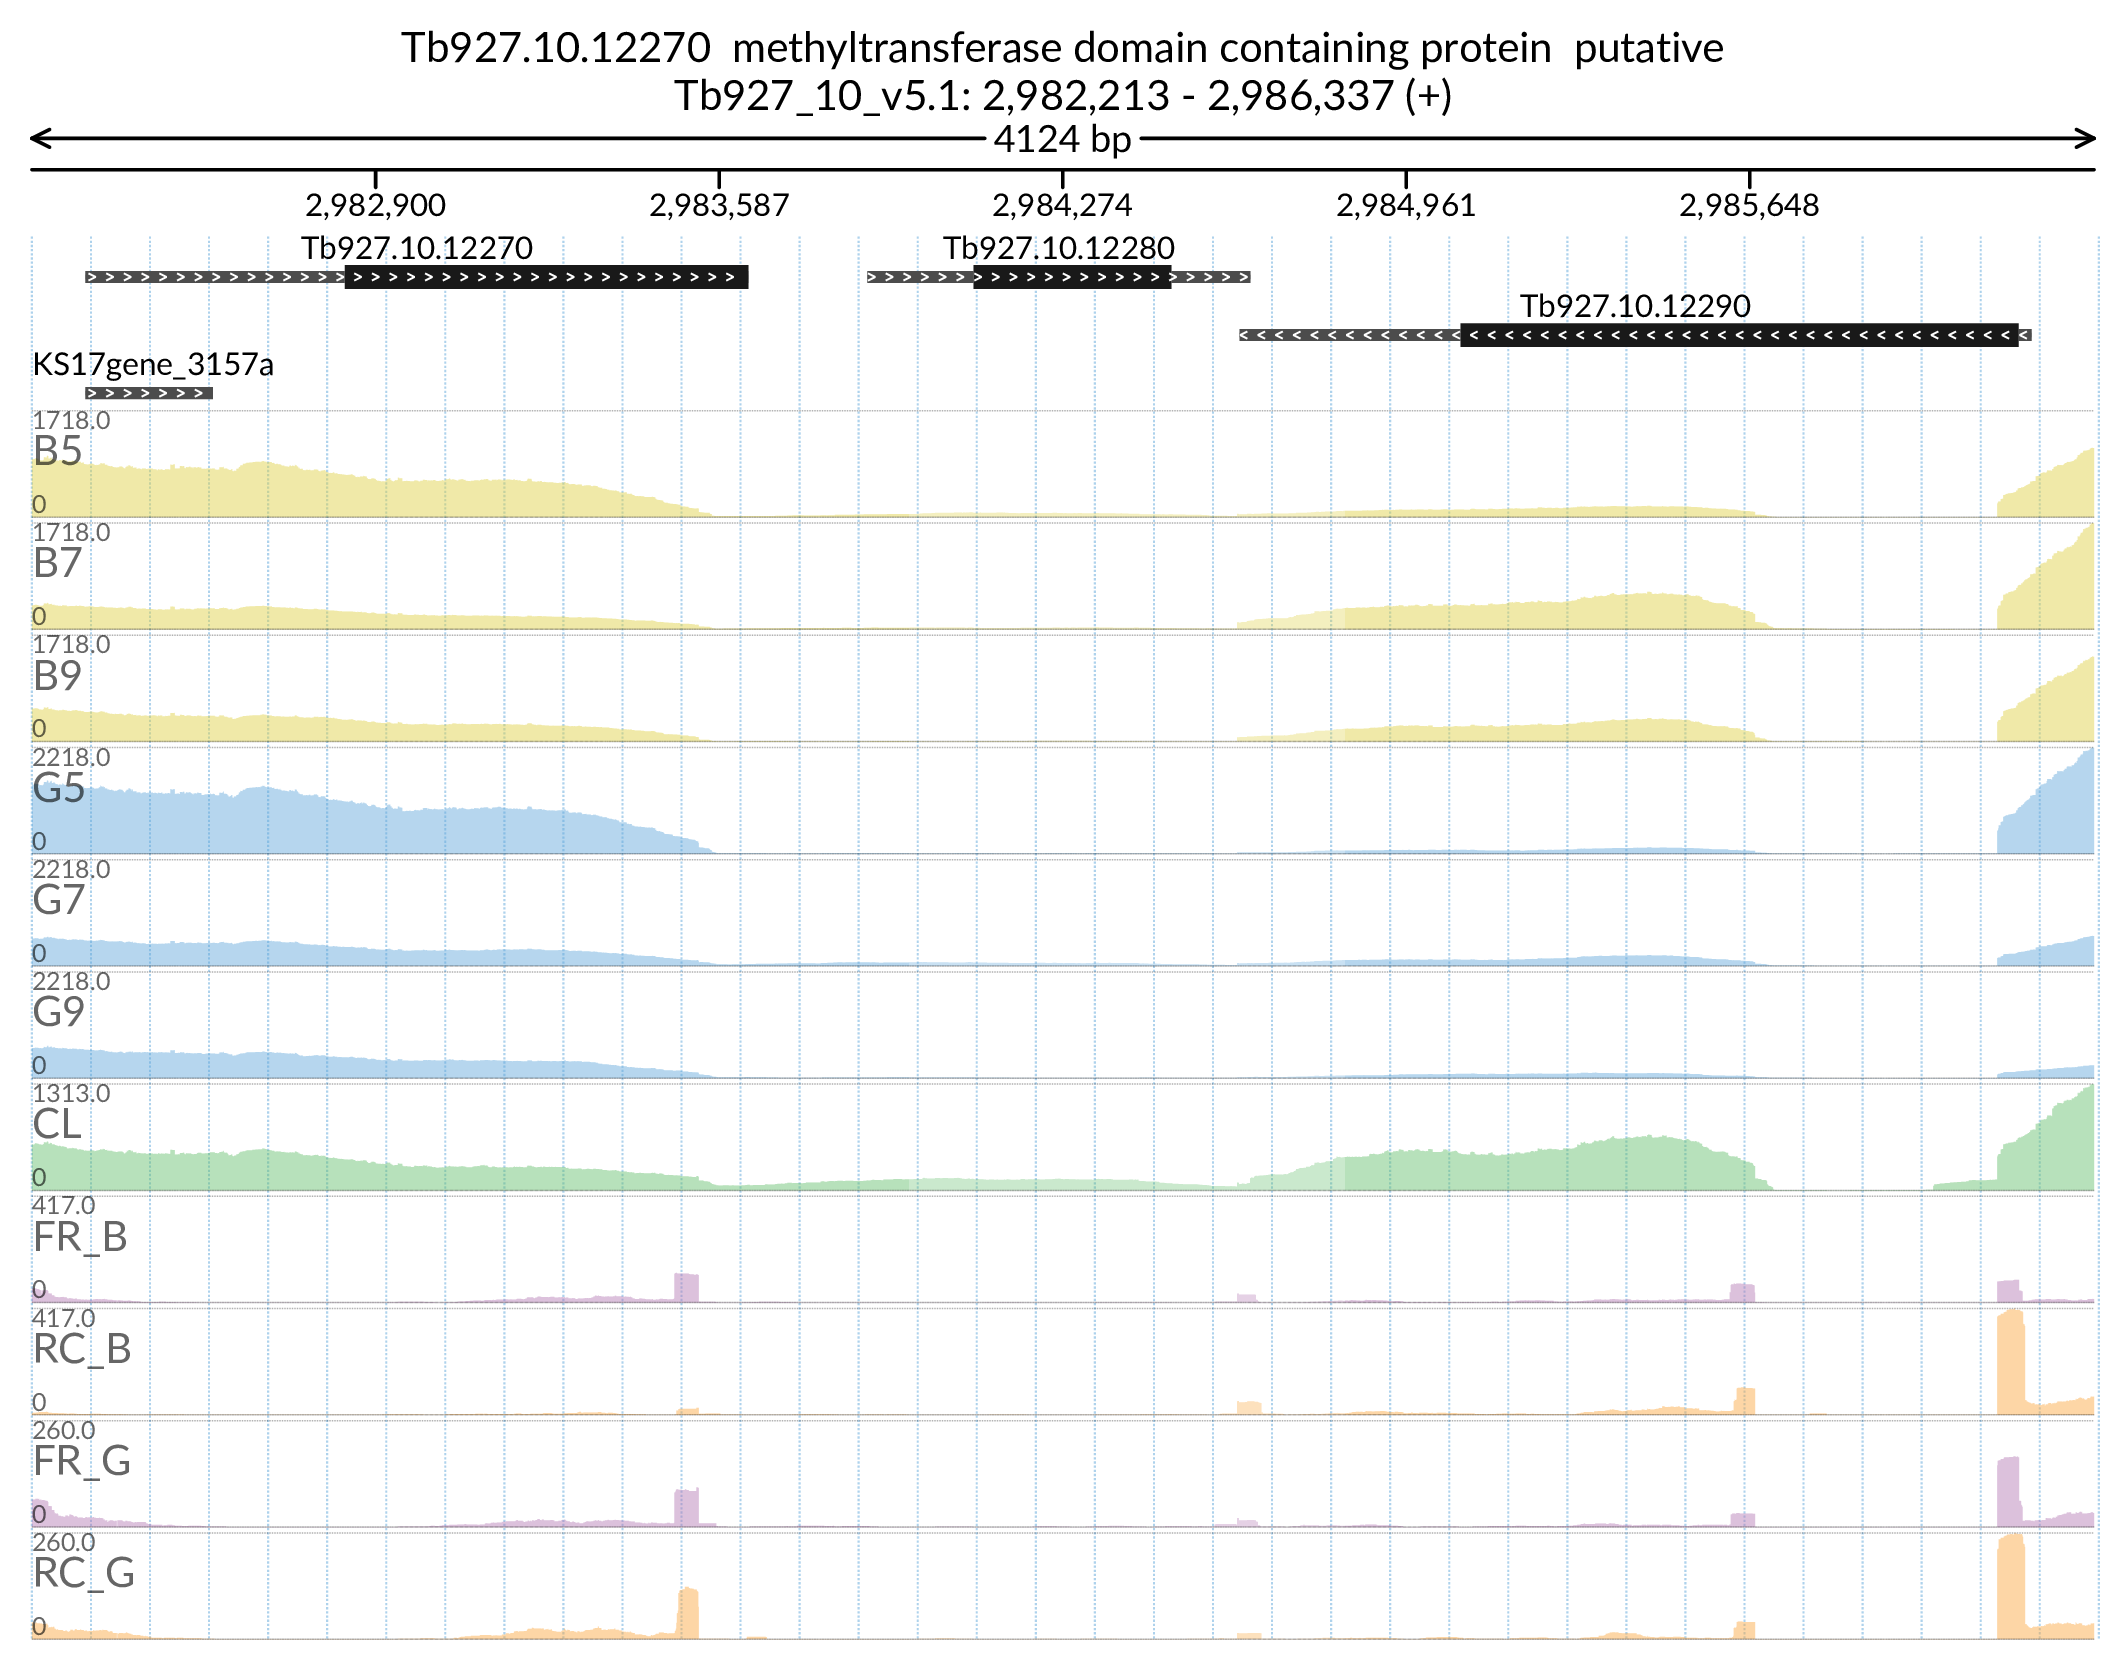 Tb927.10.12270  methyltransferase domain containing protein  putative
Tb927_10_v5.1: 2,982,213 - 2,986,337 (+)
4124 bp
2,982,900 2,983,587 2,984,274 2,984,961 2,985,648
Tb927.10.12270 Tb927.10.12280
Tb927.10.12290
KS17gene_3157a
1718.0
B5
0
1718.0
B7
0
1718.0
B9
0
2218.0
G5
0
2218.0
G7
0
2218.0
G9
0
1313.0
CL
0
417.0
FR_B
0
417.0
RC_B
0
260.0
FR_G
0
260.0
RC_G
0